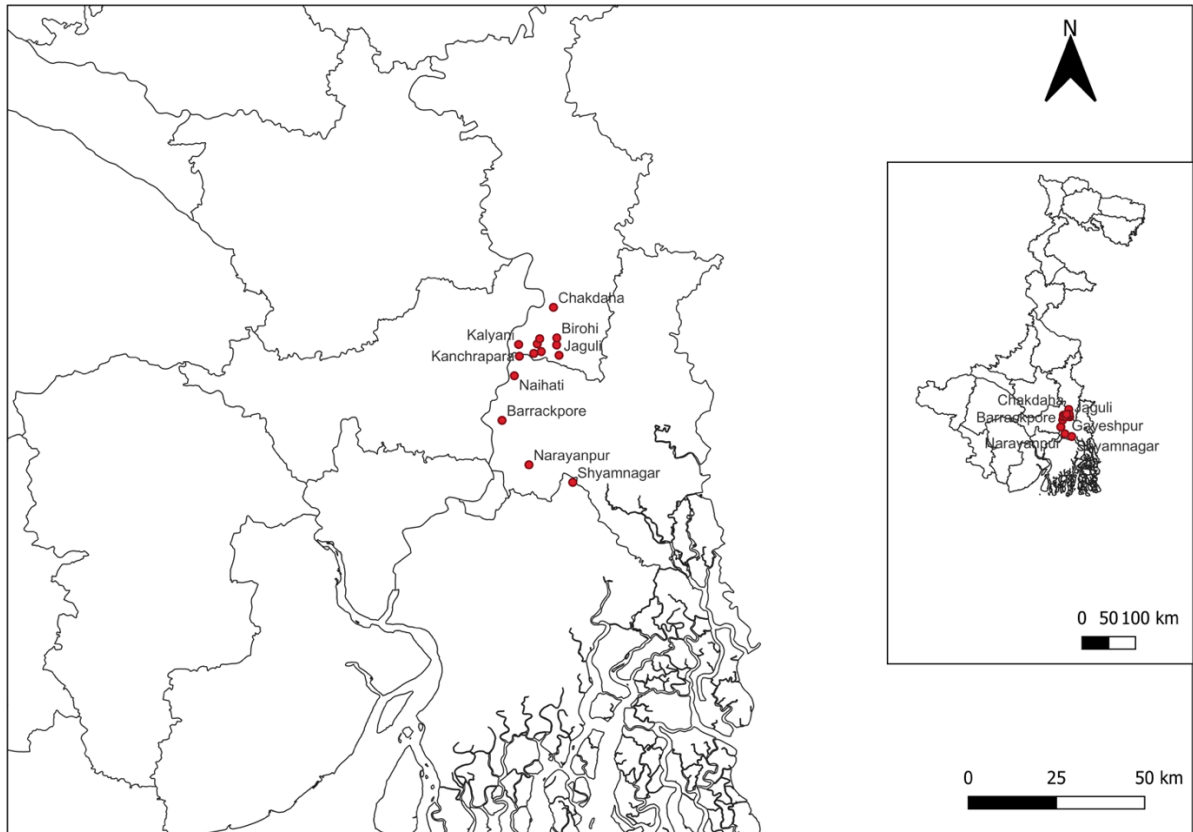 N
Chakdaha
Kalyani
Birohi
Kanchrapara
Jaguli
Naihati
Barrackpore
Narayanpur
Shyamnagar
Chakdaha
Jaguli
Barrackpore
Gayeshpur
Narayanpur
Shyamnagar
0 50 100 km
0 25 50 km